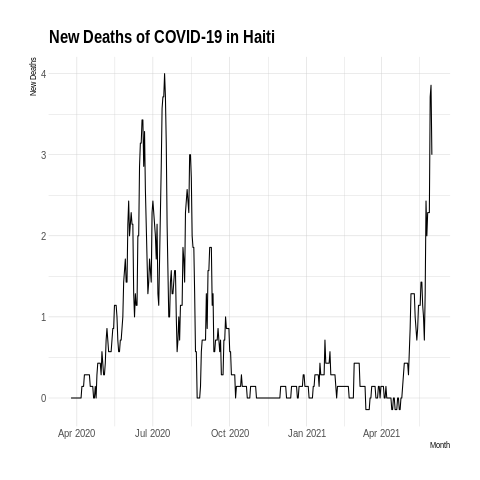 New Deaths of COVID-19 in Haiti
New Deaths
4
3
2
1
0
Apr 2020 Jul 2020 Oct 2020 Jan 2021 Apr 2021
Month